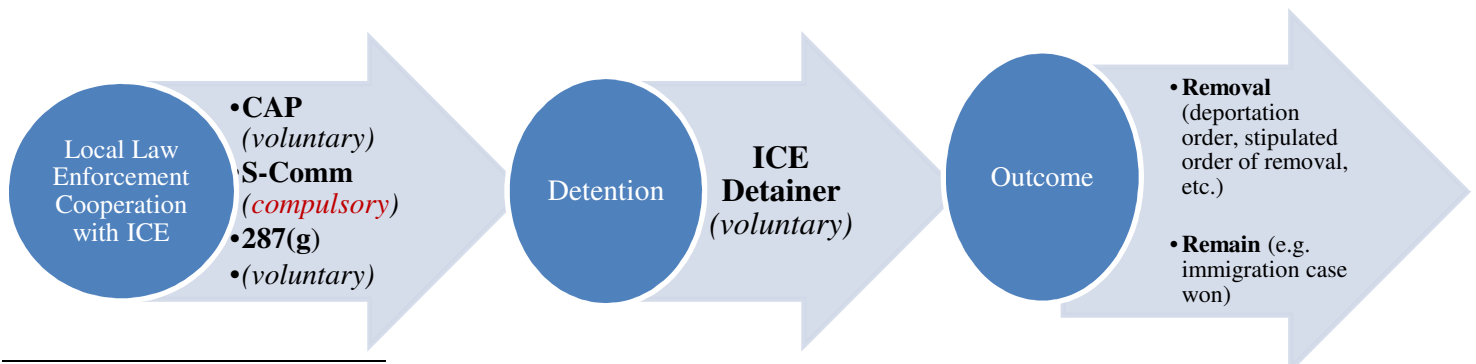 Local Law
Enforcement
Cooperation
with ICE
•CAP
(voluntary)
•S-Comm
(compulsory)
•287(g)
•(voluntary)
Detention
ICE
Detainer
(voluntary)
Outcome
•Removal
(deportation
order, stipulated
order of removal,
etc.)
•Remain (e.g.
immigration case
won)